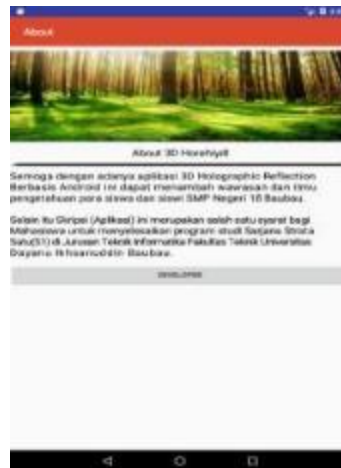 About
About 3D
Semoga dengan adanya aplikasi 3D Holographic Reflection
Berbasis Android ini dapat menambah wawasan dan ilmu
pengetahuan para siswa dan siswi SMP Negeri Baubau.
Selain itu Skripsi (Aplikasi) ini merupakan salah satu syarat bagi
Mahasiswa untuk menyelesaikan program studi Sarjana Strata
Satu(S1) di Jurusan Teknik Informatika Fakultas Teknik Universitas
Dayanu Ikhsanuddin Baubau.
DEVELOPER